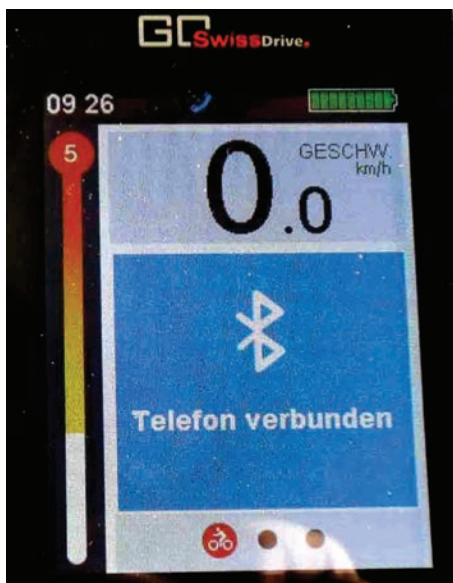 GO SwissDrive.
09 26
5
GESCHW.
km/h
0.0
Telefon verbunden